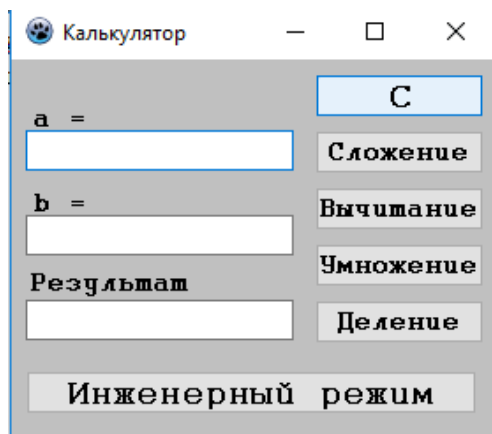 Калькулятор
C
a =
Сложение
b =
Вычитание
Умножение
Результат
Деление
Инженерный режим